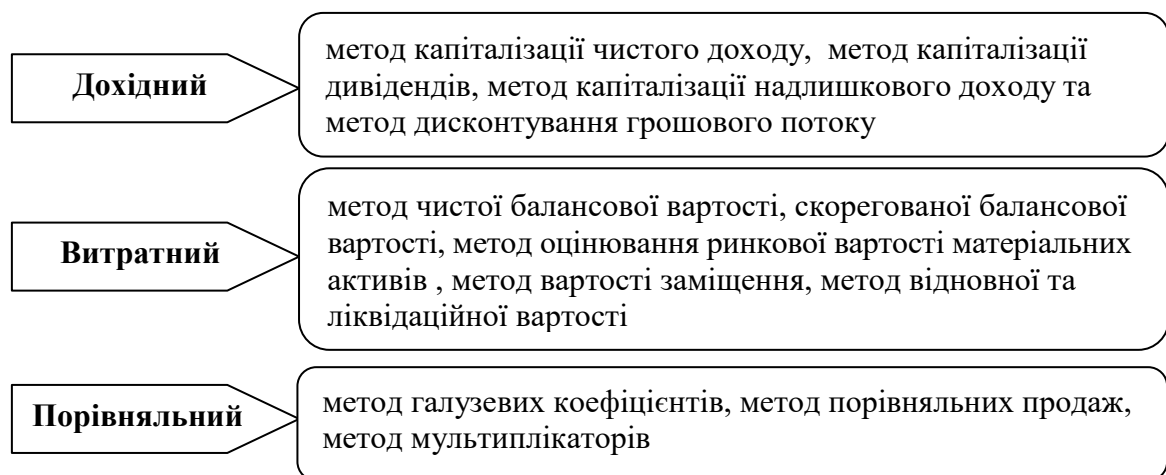 Дохідний
метод капіталізації чистого доходу,  метод капіталізації
дивідендів, метод капіталізації надлишкового доходу та
метод дисконтування грошового потоку
Витратний
метод чистої балансової вартості, скорегованої балансової
вартості, метод оцінювання ринкової вартості матеріальних
активів , метод вартості заміщення, метод відновної та
ліквідаційної вартості
Порівняльний
метод галузевих коефіцієнтів, метод порівняльних продаж,
метод мультиплікаторів